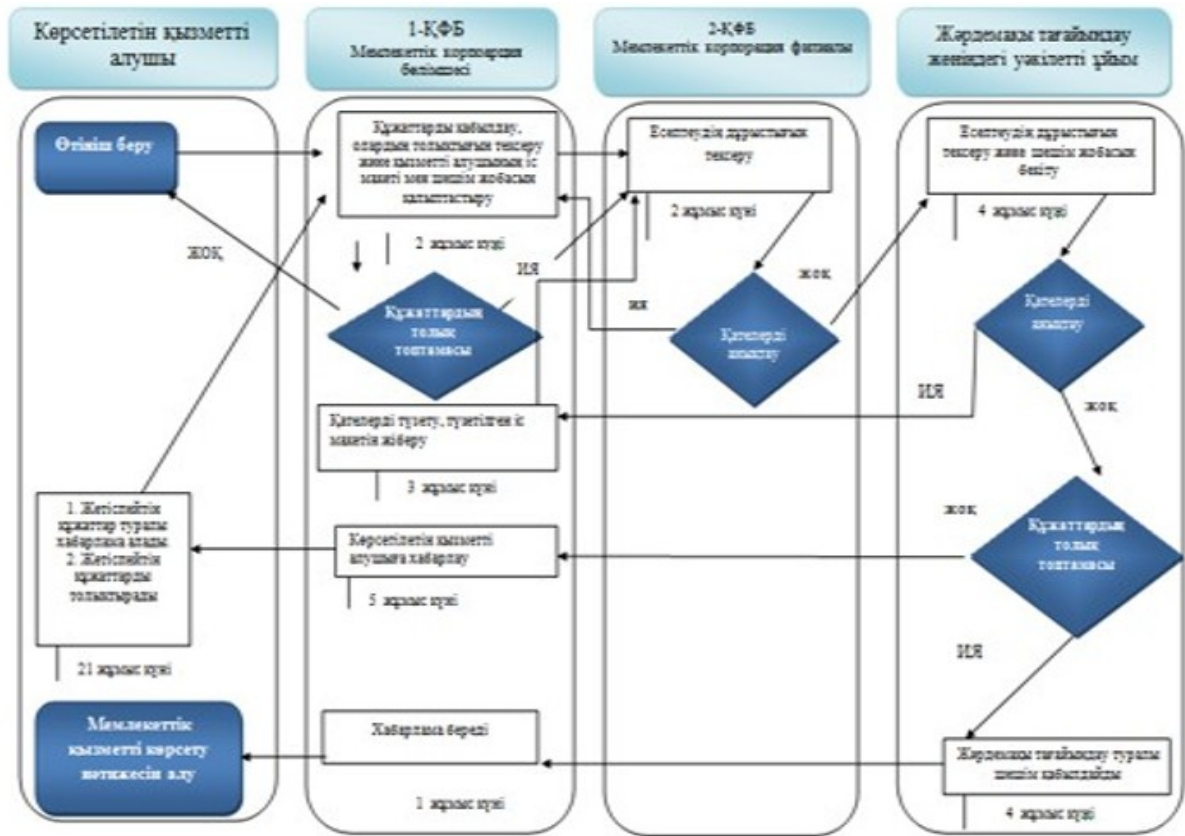 Көрсетілетін қызметті
алушы
1-ҚФБ
Мемлекеттік корпорация
бөлімшесі
2-ҚФБ
Мемлекеттік корпорация филиалы
Жәрдемақы тағайындау
жөніндегі уәкілетті ұйым
Өтініш беру
Құжаттарды қабылдау,
олардың толықтығын тексеру
және қызметті алушының іс
макеті мен шешім жобасын
қалыптастыру
Есептеудің дұрыстығын
тексеру
Есептеудің дұрыстығын
тексеру және шешім жобасын
бекіту
2 жұмыс күні
2 жұмыс күні
4 жұмыс күні
ЖОҚ
ИЯ
ия
жоқ
Құжаттардың
толық
топтамасы
Қателерді
анықтау
Қателерді
анықтау
ИЯ
жоқ
Қателерді түзету, түзетілген іс
макетін жіберу
3 жұмыс күні
1. Жетіспейтін
құжаттар туралы
хабарлама алады.
2. Жетіспейтін
құжаттарды
толықтырады
21 жұмыс күні
Көрсетілетін қызметті
алушыға хабарлау
5 жұмыс күні
жоқ
Құжаттардың
толық
топтамасы
ИЯ
Мемлекеттік
қызметті көрсету
нәтижесін алу
Хабарлама береді
1 жұмыс күні
Жәрдемақы тағайындау туралы
шешім қабылдайды
4 жұмыс күні